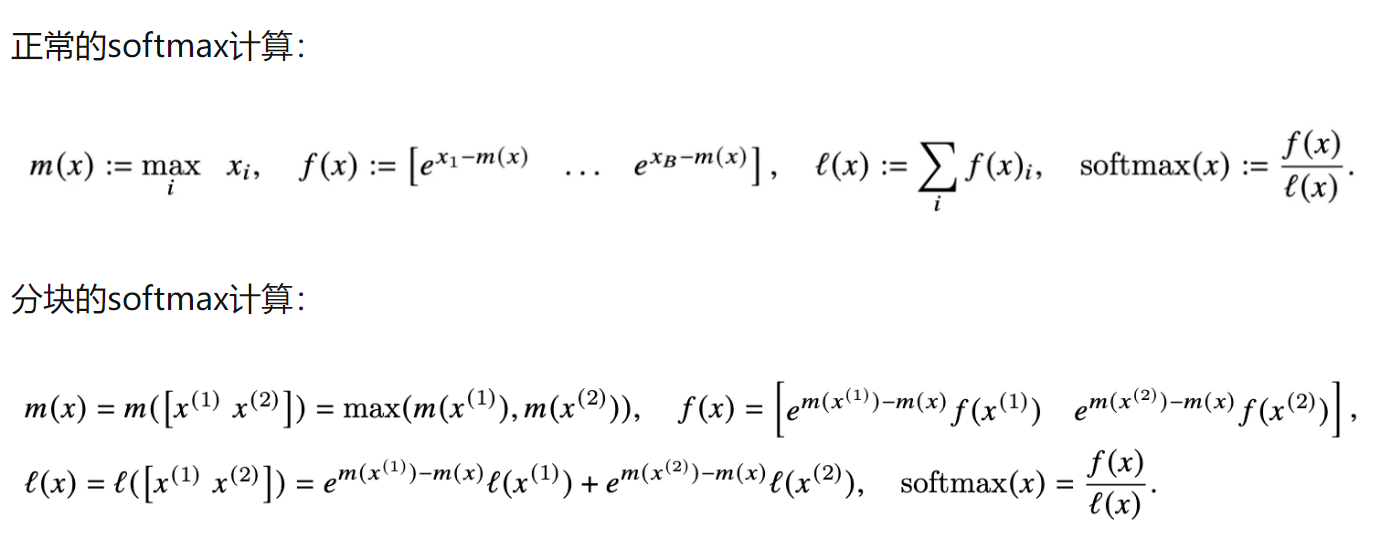 正常的softmax计算：
m(x) := max_i x_i, f(x) := [e^{x_1−m(x)} … e^{x_B−m(x)}], ℓ(x) := ∑_i f(x)_i, softmax(x) := f(x)/ℓ(x).
分块的softmax计算：
m(x) = m([x^{(1)} x^{(2)}]) = max(m(x^{(1)}), m(x^{(2)})), f(x) = [e^{m(x^{(1)})−m(x)} f(x^{(1)}) e^{m(x^{(2)})−m(x)} f(x^{(2)})],
ℓ(x) = ℓ([x^{(1)} x^{(2)}]) = e^{m(x^{(1)})−m(x)} ℓ(x^{(1)}) + e^{m(x^{(2)})−m(x)} ℓ(x^{(2)}), softmax(x) = f(x)/ℓ(x).